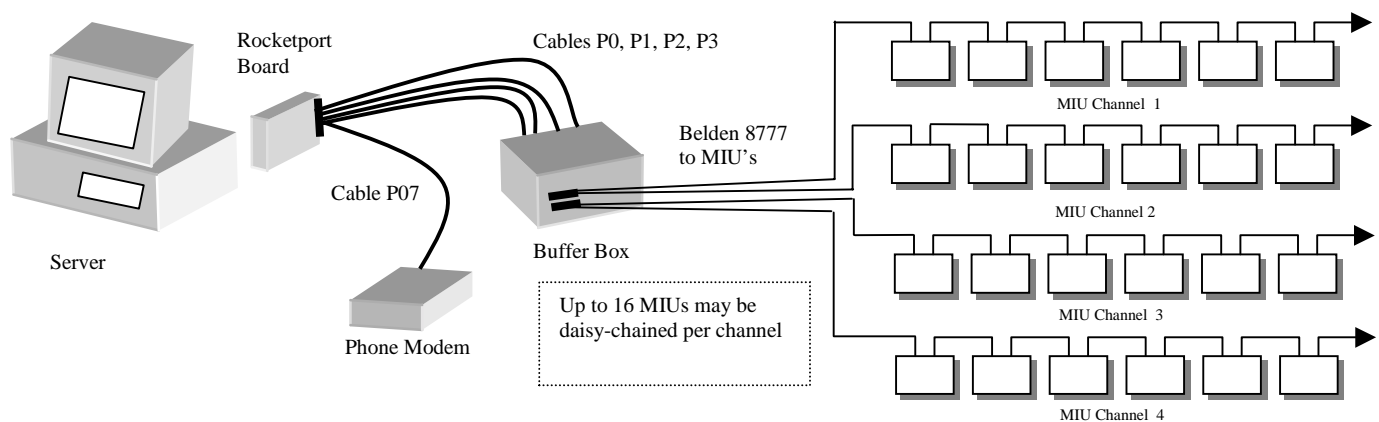 Rocketport
Board
Cables P0, P1, P2, P3
MIU Channel 1
Belden 8777
to MIU's
Cable P07
MIU Channel 2
Server
Buffer Box
Up to 16 MIUs may be
daisy-chained per channel
MIU Channel 3
Phone Modem
MIU Channel 4